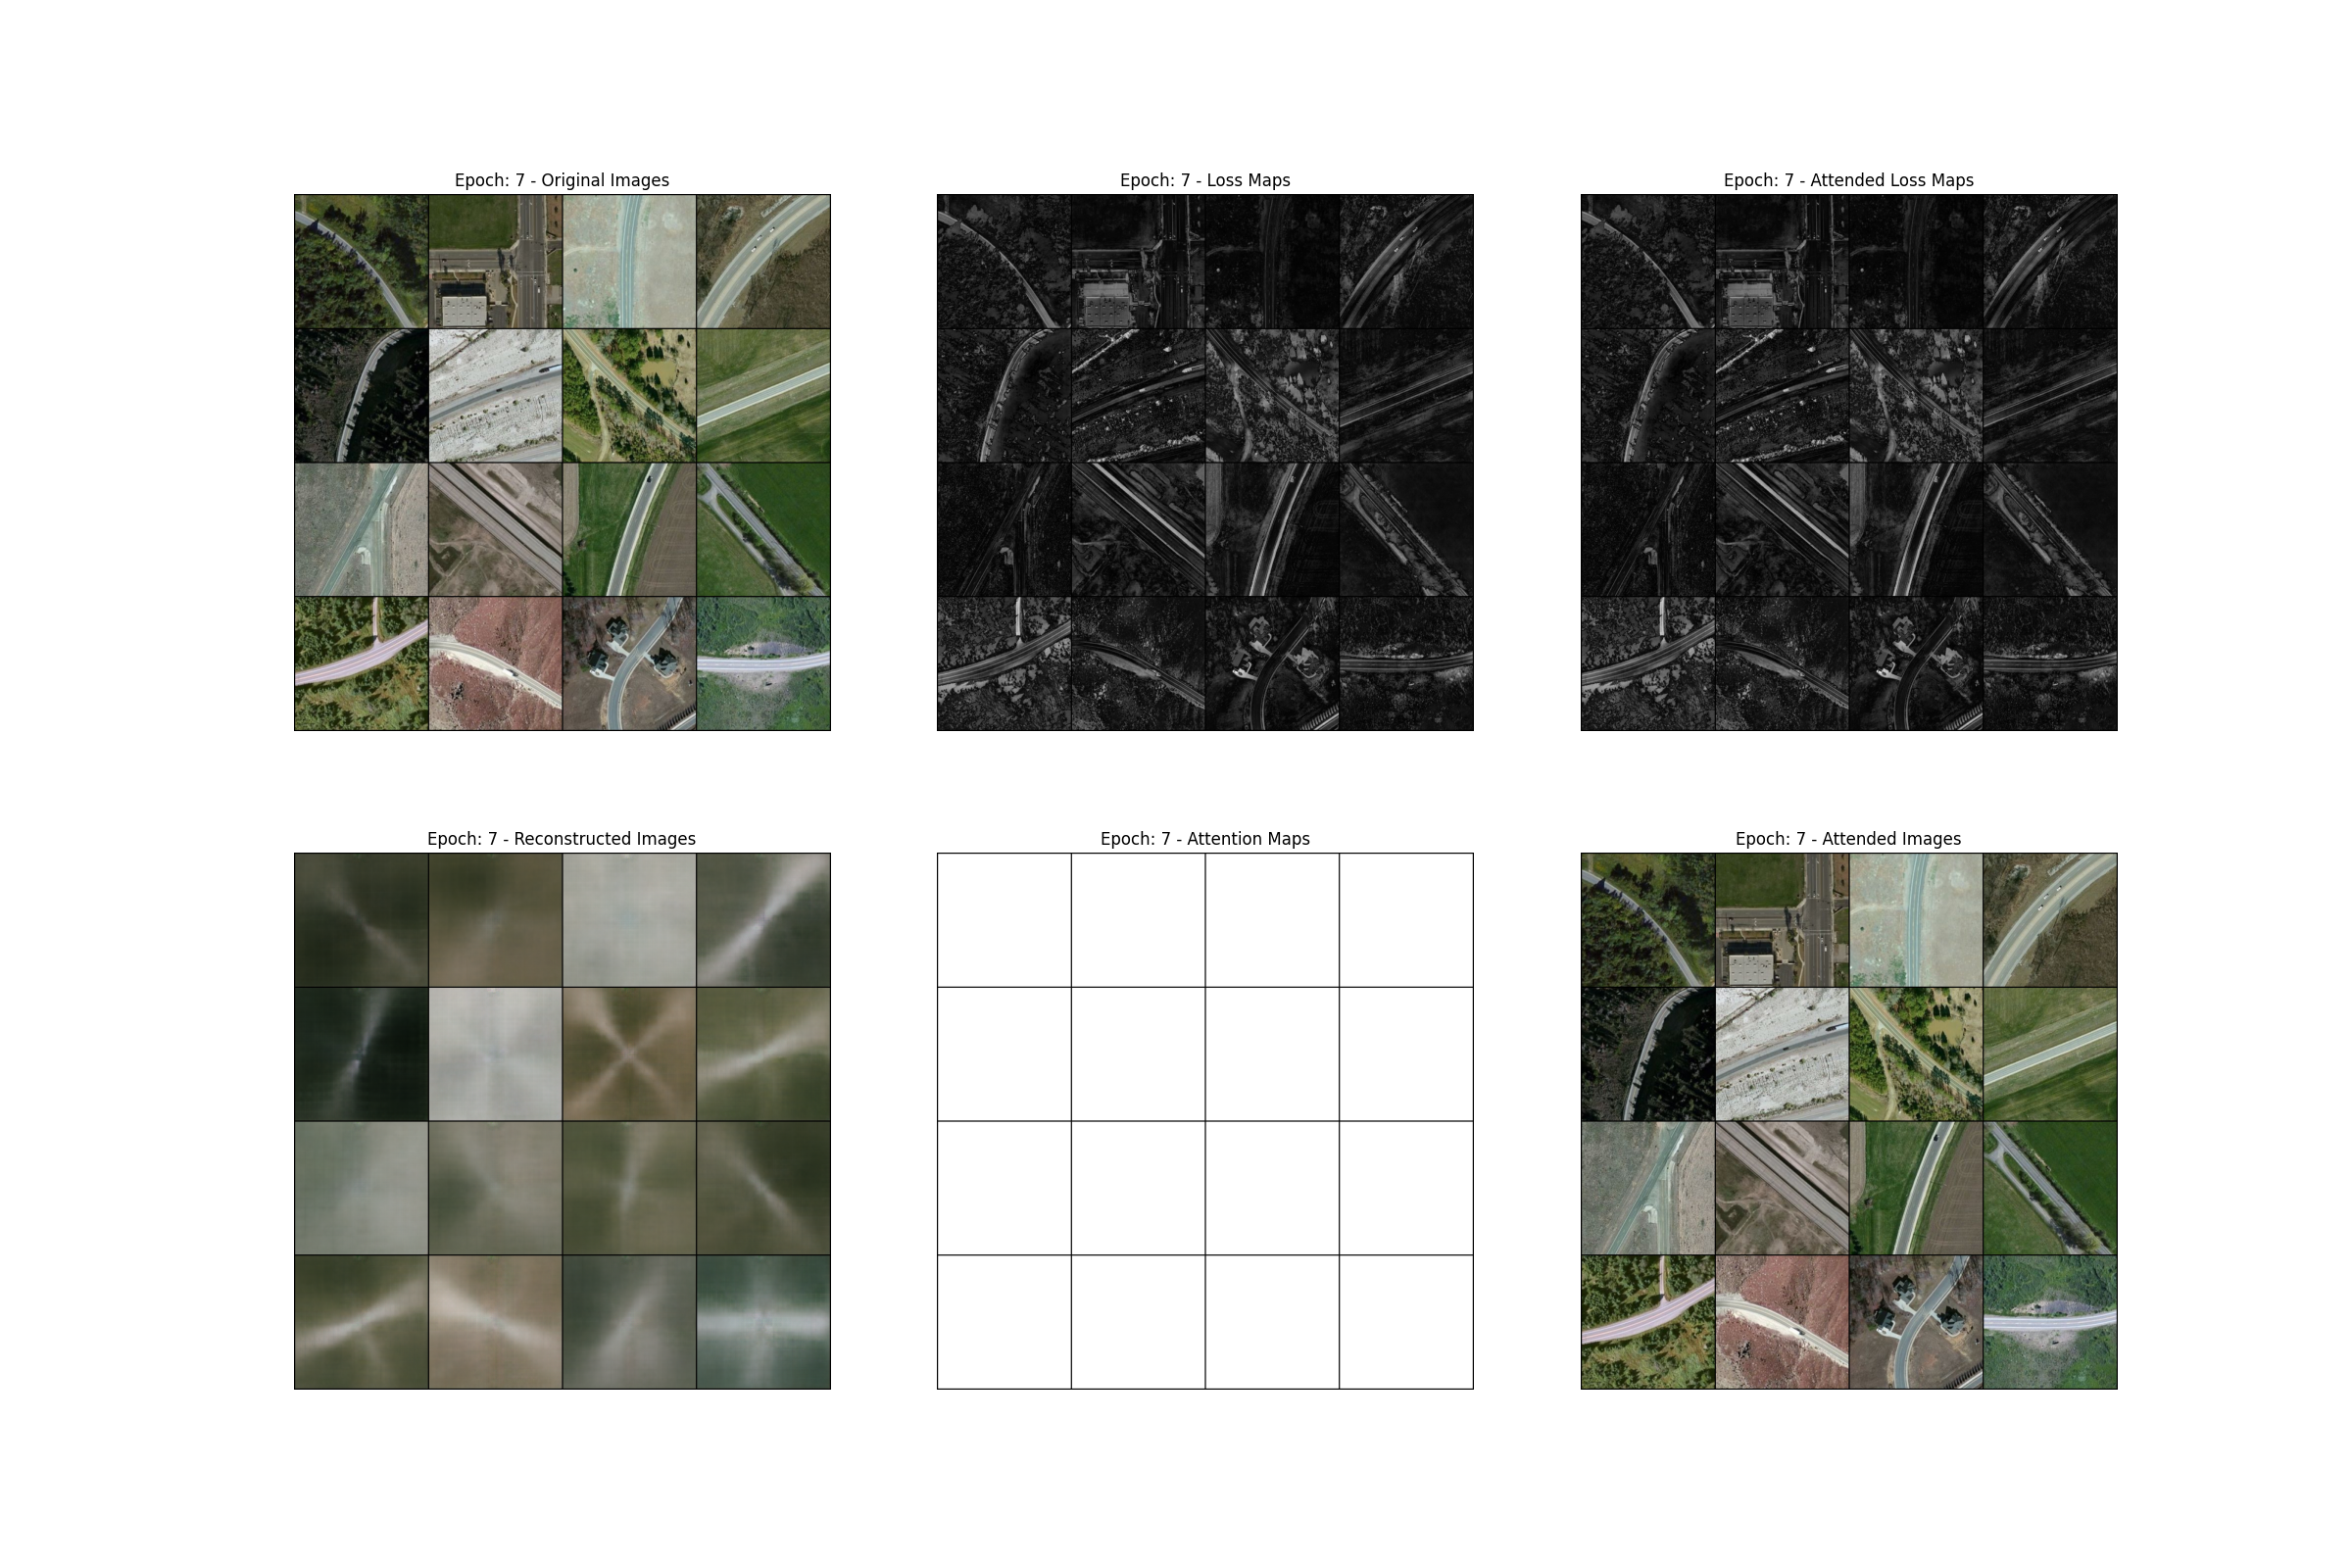 Epoch: 7 - Original Images
Epoch: 7 - Loss Maps
Epoch: 7 - Attended Loss Maps
Epoch: 7 - Reconstructed Images
Epoch: 7 - Attention Maps
Epoch: 7 - Attended Images